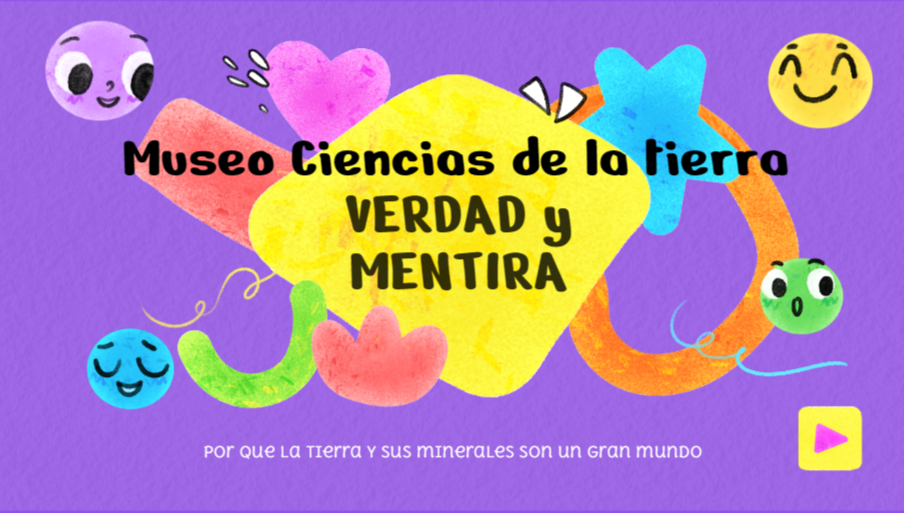 Museo Ciencias de la tierra
VERDAD y
MENTIRA
Por que la Tierra y sus minerales son un gran mundo